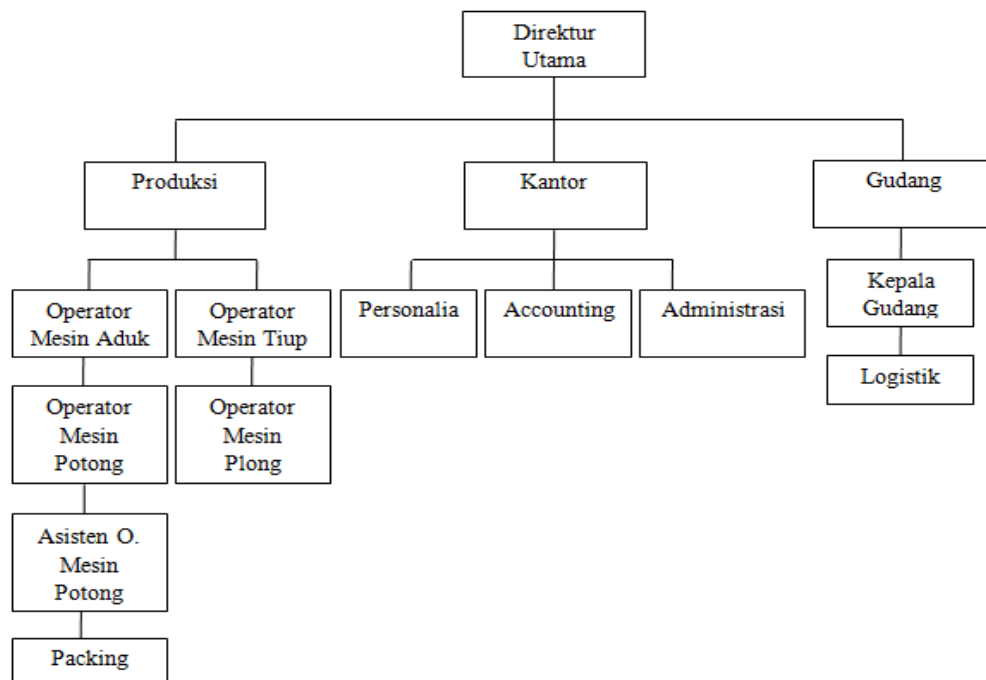 Direktur
Utama
Produksi
Kantor
Gudang
Operator
Mesin Aduk
Operator
Mesin Tiup
Personalia
Accounting
Administrasi
Kepala
Gudang
Operator
Mesin
Potong
Operator
Mesin
Plong
Logistik
Asisten O.
Mesin
Potong
Packing